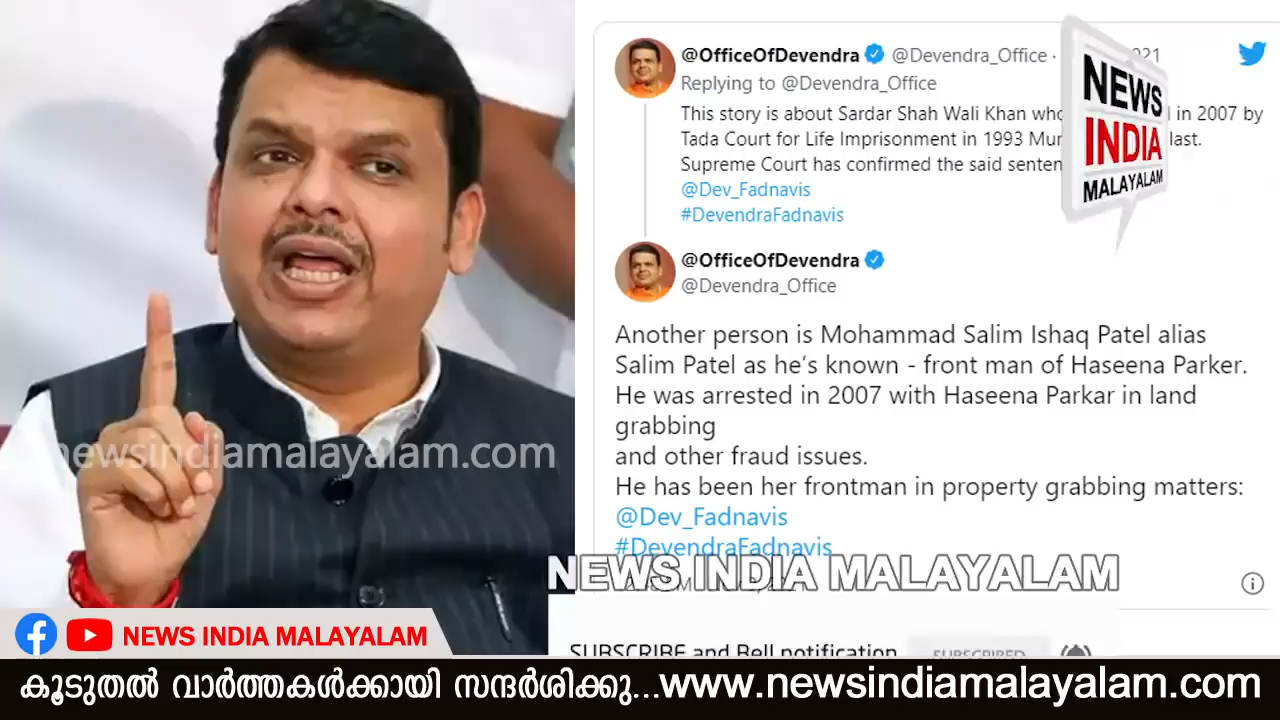 @OfficeOfDevendra @Devendra_Office · 2021
Replying to @Devendra_Office
This story is about Sardar Shah Wali Khan who in 2007 by
Tada Court for Life Imprisonment in 1993 last.
Supreme Court has confirmed the said
@Dev_Fadnavis
#DevendraFadnavis
NEWS
INDIA
MALAYALAM
@OfficeOfDevendra
@Devendra_Office
Another person is Mohammad Salim Ishaq Patel alias
Salim Patel as he’s known - front man of Haseena Parker.
He was arrested in 2007 with Haseena Parkar in land
grabbing
and other fraud issues.
He has been her frontman in property grabbing matters:
@Dev_Fadnavis
#DevendraFadnavis
newsindiamalayalam.com
NEWS INDIA MALAYALAM
NEWS INDIA MALAYALAM
SUBSCRIBE and Bell notification SUBSCRIBED
കൂടുതൽ വാർത്തകൾക്കായി സന്ദർശിക്കു...www.newsindiamalayalam.com